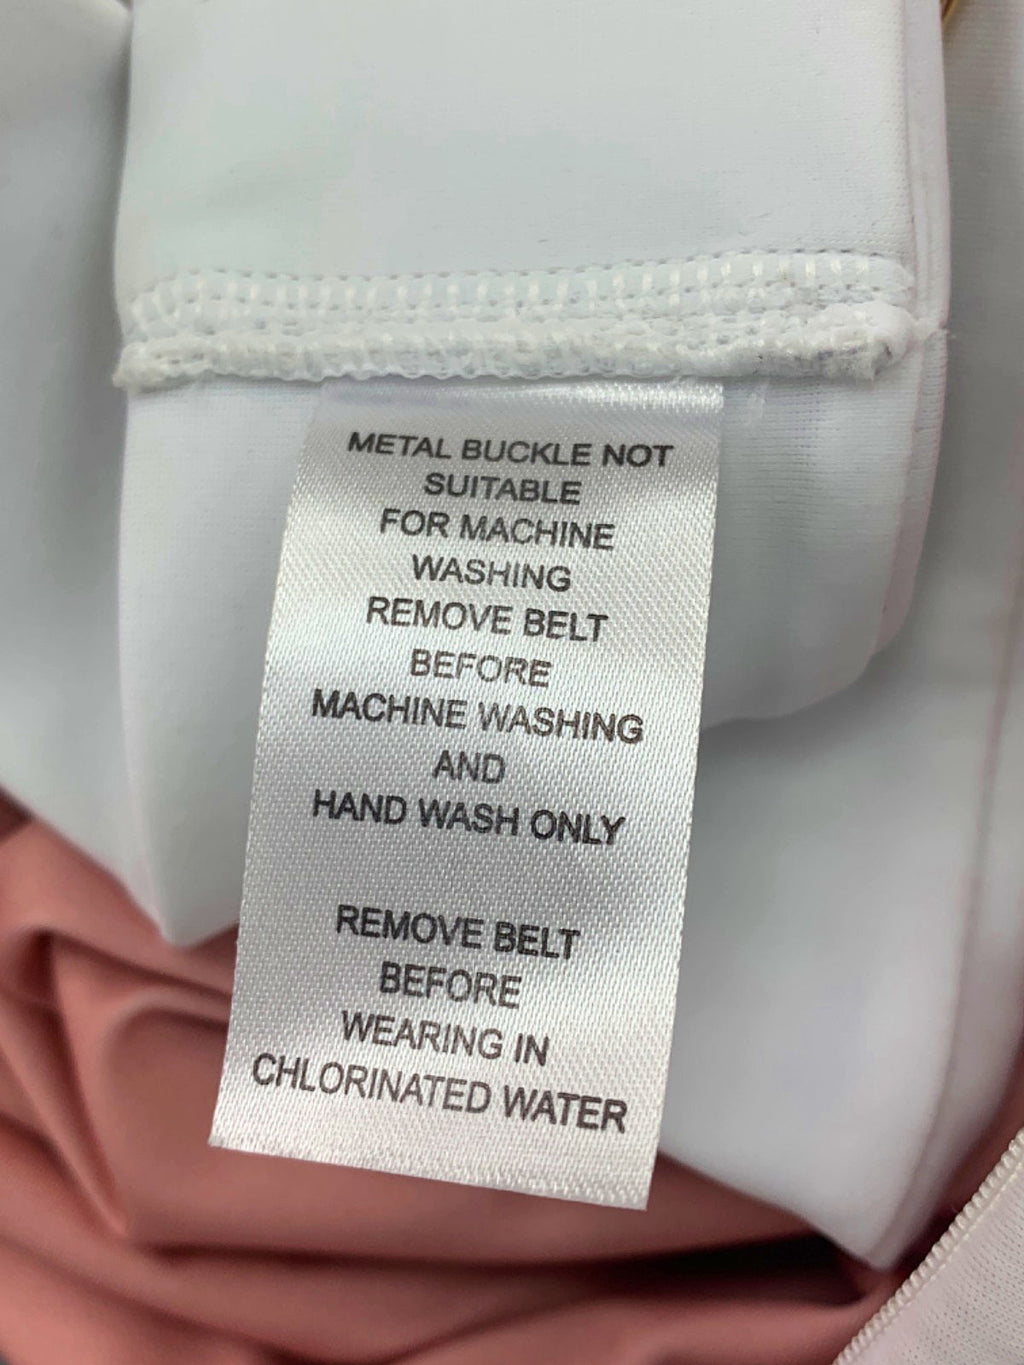 METAL BUCKLE NOT
SUITABLE
FOR MACHINE
WASHING
REMOVE BELT
BEFORE
MACHINE WASHING
AND
HAND WASH ONLY
REMOVE BELT
BEFORE
WEARING IN
CHLORINATED WATER